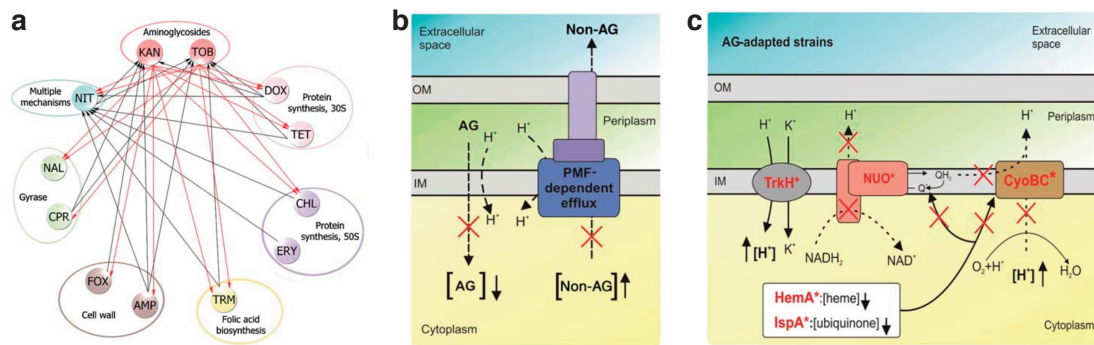 a
Aminoglycosides
KAN
TOB
Multiple
mechanisms
NIT
DOX
Protein
synthesis, 30S
TET
NAL
Gyrase
CPR
CHL
Protein
synthesis, 50S
ERY
FOX
AMP
Cell wall
TRM
Folic acid
biosynthesis
b
Extracellular
space
Non-AG
OM
Periplasm
AG
H+
H+
IM
PMF-
dependent
efflux
H+
H+
[AG]
[Non-AG]
Cytoplasm
c
AG-adapted strains
Extracellular
space
OM
Periplasm
H+
K+
H+
H+
IM
TrkH*
NUO*
QH2
Q
CyoBC*
[H+]
K+
NADH2
NAD+
O2+H+
[H+]
H2O
HemA*:[heme]
IspA*:[ubiquinone]
Cytoplasm